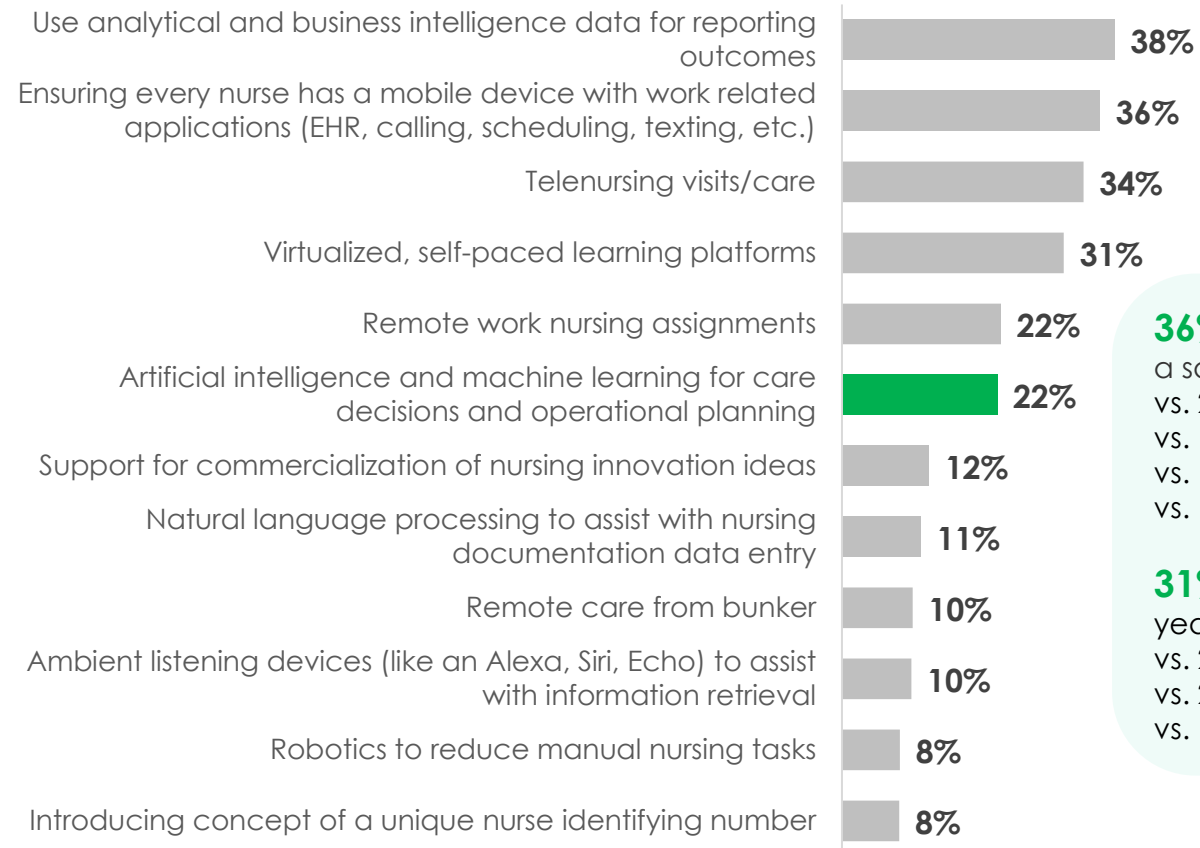 Use analytical and business intelligence data for reporting
outcomes
38%
Ensuring every nurse has a mobile device with work related
applications (EHR, calling, scheduling, texting, etc.)
36%
Telenursing visits/care
34%
Virtualized, self-paced learning platforms
31%
Remote work nursing assignments
22%
Artificial intelligence and machine learning for care
decisions and operational planning
22%
Support for commercialization of nursing innovation ideas
12%
Natural language processing to assist with nursing
documentation data entry
11%
Remote care from bunker
10%
Ambient listening devices (like an Alexa, Siri, Echo) to assist
with information retrieval
10%
Robotics to reduce manual nursing tasks
8%
Introducing concept of a unique nurse identifying number
8%
36%
a
vs.
vs.
vs.
vs.
31%
vs.
vs.
vs.